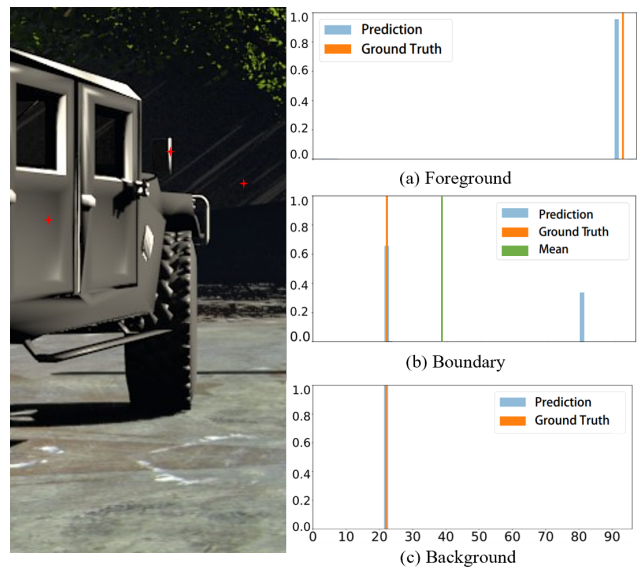 1.0
Prediction
Ground Truth
0.8
0.6
0.4
0.2
0.0
(a) Foreground
1.0
Prediction
Ground Truth
Mean
0.8
0.6
0.4
0.2
0.0
(b) Boundary
1.0
Prediction
Ground Truth
0.8
0.6
0.4
0.2
0.0
0 10 20 30 40 50 60 70 80 90
(c) Background